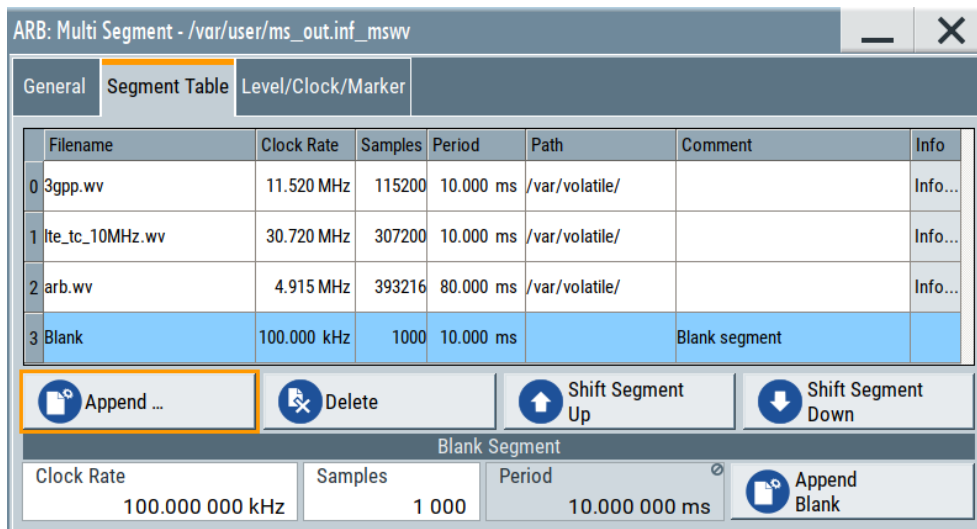 ARB: Multi Segment - /var/user/ms_out.inf_mswv
General Segment Table Level/Clock/Marker
Filename Clock Rate Samples Period Path Comment Info
0 3gpp.wv 11.520 MHz 115200 10.000 ms /var/volatile/ Info...
1 lte_tc_10MHz.wv 30.720 MHz 307200 10.000 ms /var/volatile/ Info...
2 arb.wv 4.915 MHz 393216 80.000 ms /var/volatile/ Info...
3 Blank 100.000 kHz 1000 10.000 ms Blank segment
Append ... Delete Shift Segment Up Shift Segment Down
Blank Segment
Clock Rate Samples Period
100.000 000 kHz 1 000 10.000 000 ms Append Blank